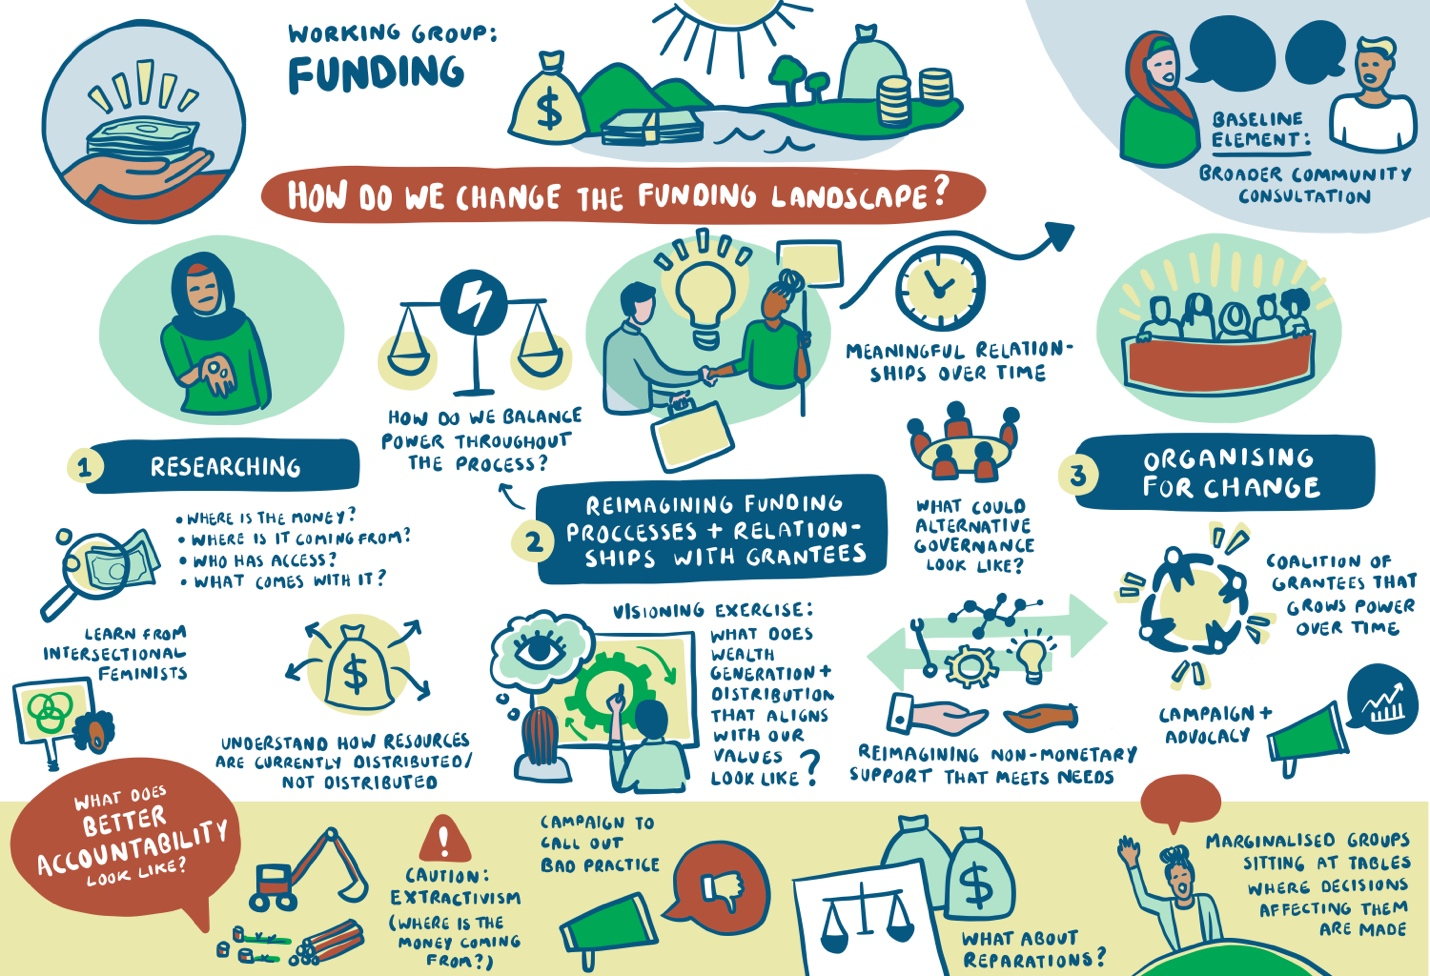 WORKING GROUP:
FUNDING
BASELINE
ELEMENT:
BROADER COMMUNITY
CONSULTATION
HOW DO WE CHANGE THE FUNDING LANDSCAPE?
1
RESEARCHING
• WHERE IS THE MONEY?
• WHERE IS IT COMING FROM?
• WHO HAS ACCESS?
• WHAT COMES WITH IT?
LEARN FROM
INTERSECTIONAL
FEMINISTS
$
UNDERSTAND HOW RESOURCES
ARE CURRENTLY DISTRIBUTED/
NOT DISTRIBUTED
HOW DO WE BALANCE
POWER THROUGHOUT
THE PROCESS?
2
REIMAGINING FUNDING
PROCCESSES + RELATION-
SHIPS WITH GRANTEES
MEANINGFUL RELATION-
SHIPS OVER TIME
WHAT COULD
ALTERNATIVE
GOVERNANCE
LOOK LIKE?
VISIONING EXERCISE:
WHAT DOES
WEALTH
GENERATION +
DISTRIBUTION
THAT ALIGNS
WITH OUR
VALUES
LOOK LIKE?
REIMAGINING NON-MONETARY
SUPPORT THAT MEETS NEEDS
3
ORGANISING
FOR CHANGE
COALITION OF
GRANTEES THAT
GROWS POWER
OVER TIME
CAMPAIGN +
ADVOCACY
WHAT DOES
BETTER
ACCOUNTABILITY
LOOK LIKE?
!
CAUTION:
EXTRACTIVISM
(WHERE IS THE
MONEY COMING
FROM?)
CAMPAIGN TO
CALL OUT
BAD PRACTICE
$
WHAT ABOUT
REPARATIONS?
MARGINALISED GROUPS
SITTING AT TABLES
WHERE DECISIONS
AFFECTING THEM
ARE MADE
$